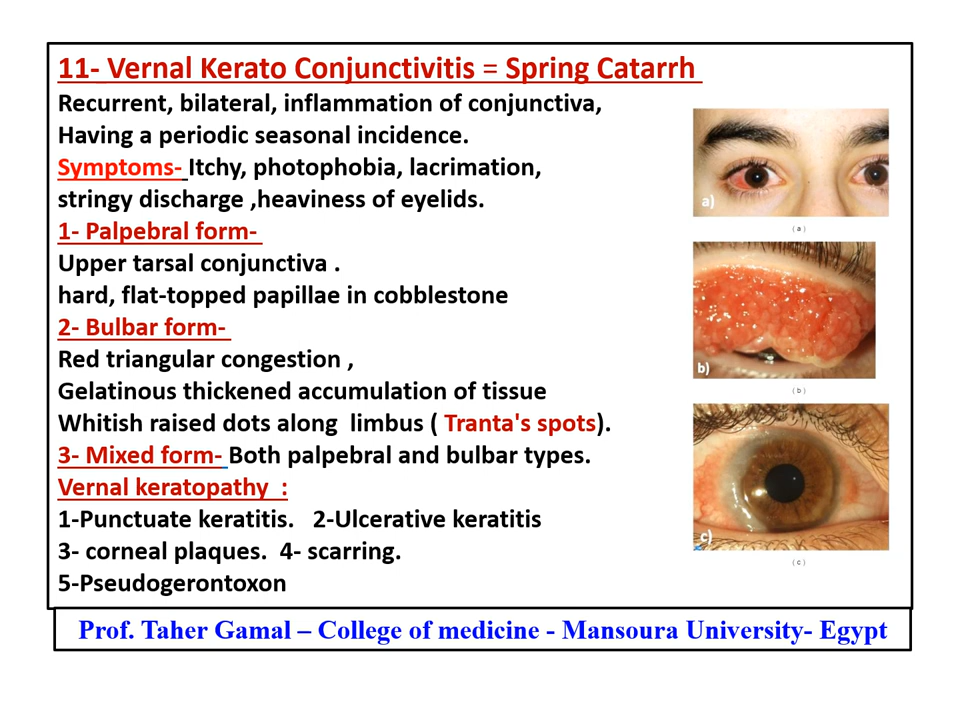 11- Vernal Kerato Conjunctivitis = Spring Catarrh
Recurrent, bilateral, inflammation of conjunctiva,
Having a periodic seasonal incidence.
Symptoms- Itchy, photophobia, lacrimation,
stringy discharge ,heaviness of eyelids.
1- Palpebral form-
Upper tarsal conjunctiva .
hard, flat-topped papillae in cobblestone
2- Bulbar form-
Red triangular congestion ,
Gelatinous thickened accumulation of tissue
Whitish raised dots along limbus ( Tranta's spots).
3- Mixed form- Both palpebral and bulbar types.
Vernal keratopathy :
1-Punctuate keratitis. 2-Ulcerative keratitis
3- corneal plaques. 4- scarring.
5-Pseudogerontoxon
a)
( a )
b)
( b )
c)
( c )
Prof. Taher Gamal – College of medicine - Mansoura University- Egypt